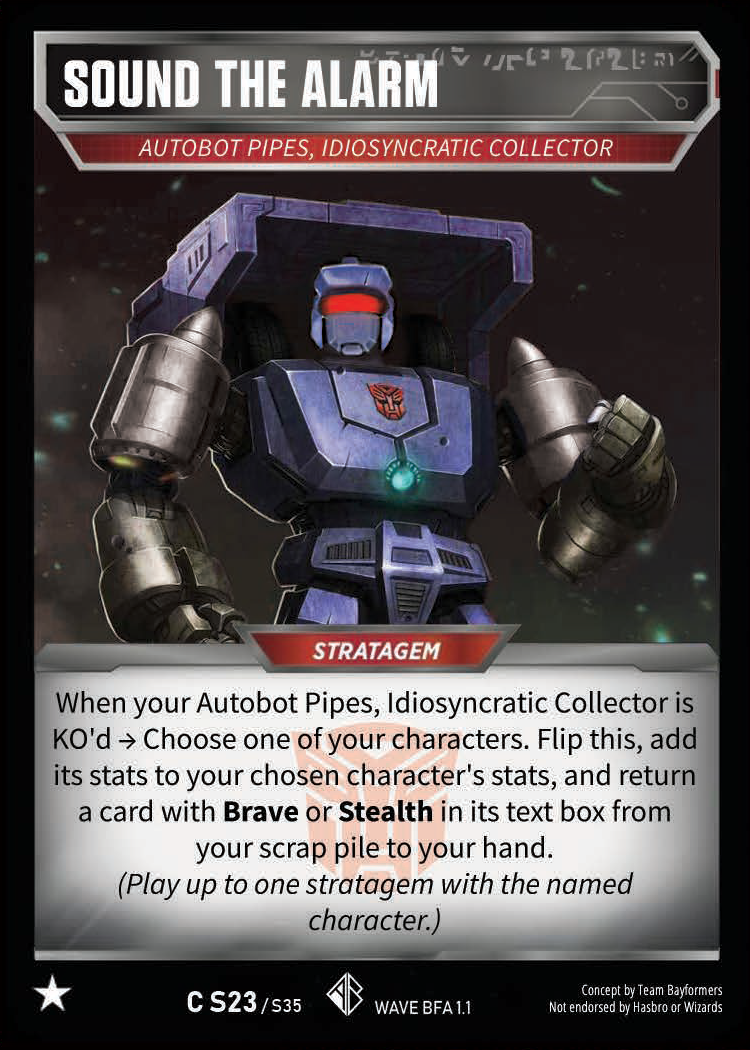 SOUND THE ALARM
AUTOBOT PIPES, IDIOSYNCRATIC COLLECTOR
STRATAGEM
When your Autobot Pipes, Idiosyncratic Collector is
KO'd → Choose one of your characters. Flip this, add
its stats to your chosen character's stats, and return
a card with Brave or Stealth in its text box from
your scrap pile to your hand.
(Play up to one stratagem with the named
character.)
C S23/S35
WAVE BFA 1.1
Concept by Team Bayformers
Not endorsed by Hasbro or Wizards